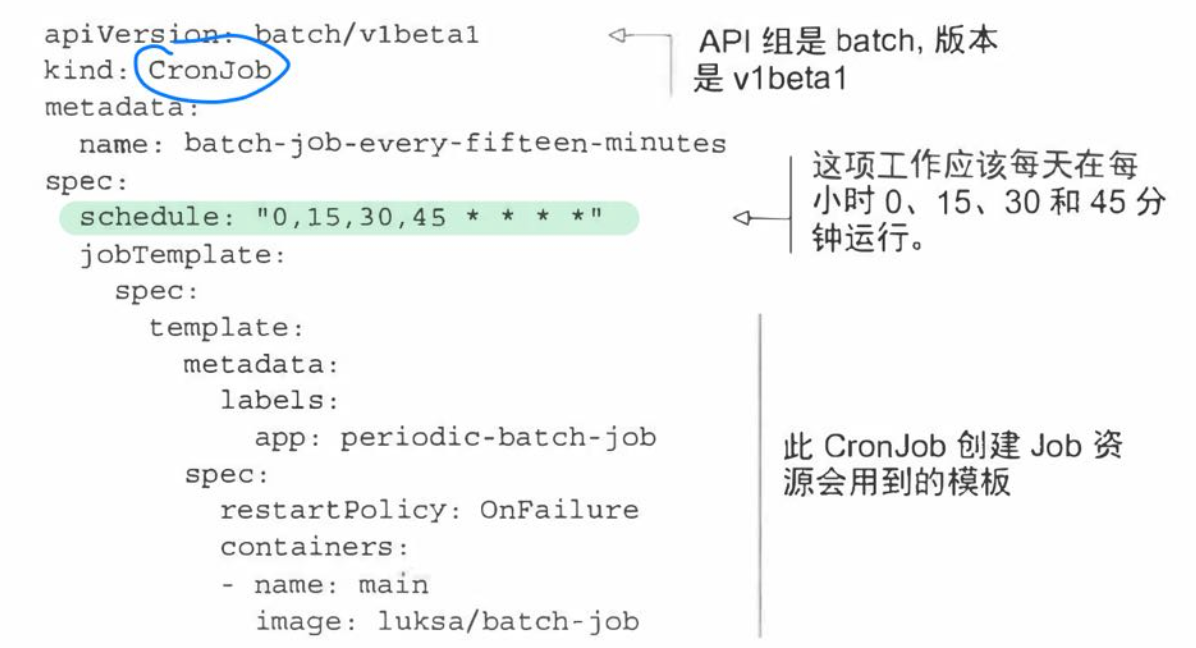 apiVersion: batch/v1beta1
API 组是 batch, 版本
是 v1beta1
kind: CronJob
metadata:
name: batch-job-every-fifteen-minutes
spec:
schedule: "0,15,30,45 * * * *"
这项工作应该每天在每
小时 0、15、30 和 45 分
钟运行。
jobTemplate:
spec:
template:
metadata:
labels:
app: periodic-batch-job
spec:
restartPolicy: OnFailure
containers:
- name: main
image: luksa/batch-job
此 CronJob 创建 Job 资
源会用到的模板